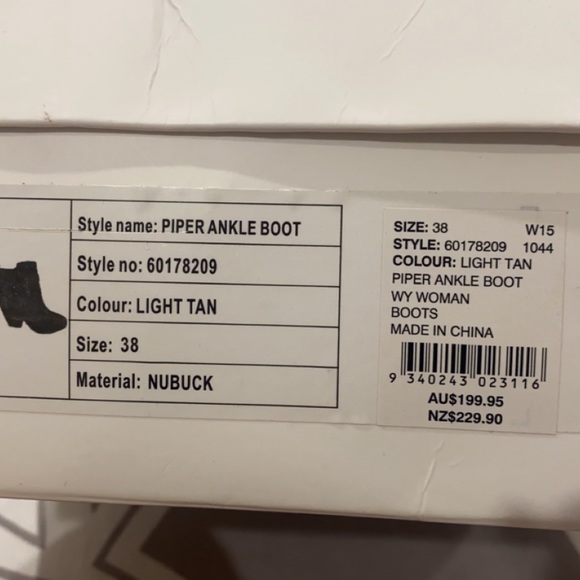 Style name: PIPER ANKLE BOOT
Style no: 60178209
Colour: LIGHT TAN
Size: 38
Material: NUBUCK
SIZE: 38 W15
STYLE: 60178209 1044
COLOUR: LIGHT TAN
PIPER ANKLE BOOT
WY WOMAN
BOOTS
MADE IN CHINA
9 340243 023116
AU$199.95
NZ$229.90